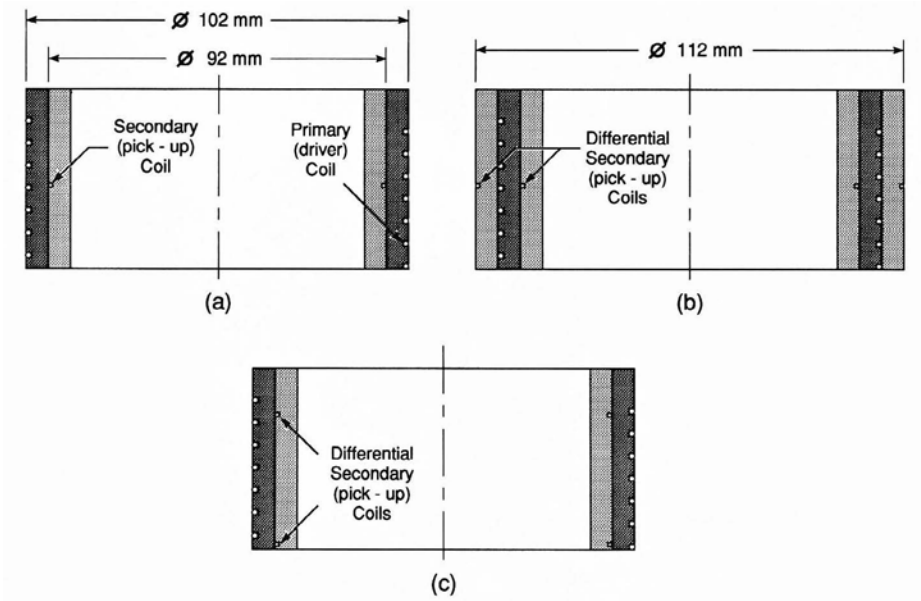 Ø 102 mm
Ø 92 mm
Secondary
(pick - up)
Coil
Primary
(driver)
Coil
(a)
Ø 112 mm
Differential
Secondary
(pick - up)
Coils
(b)
Differential
Secondary
(pick - up)
Coils
(c)